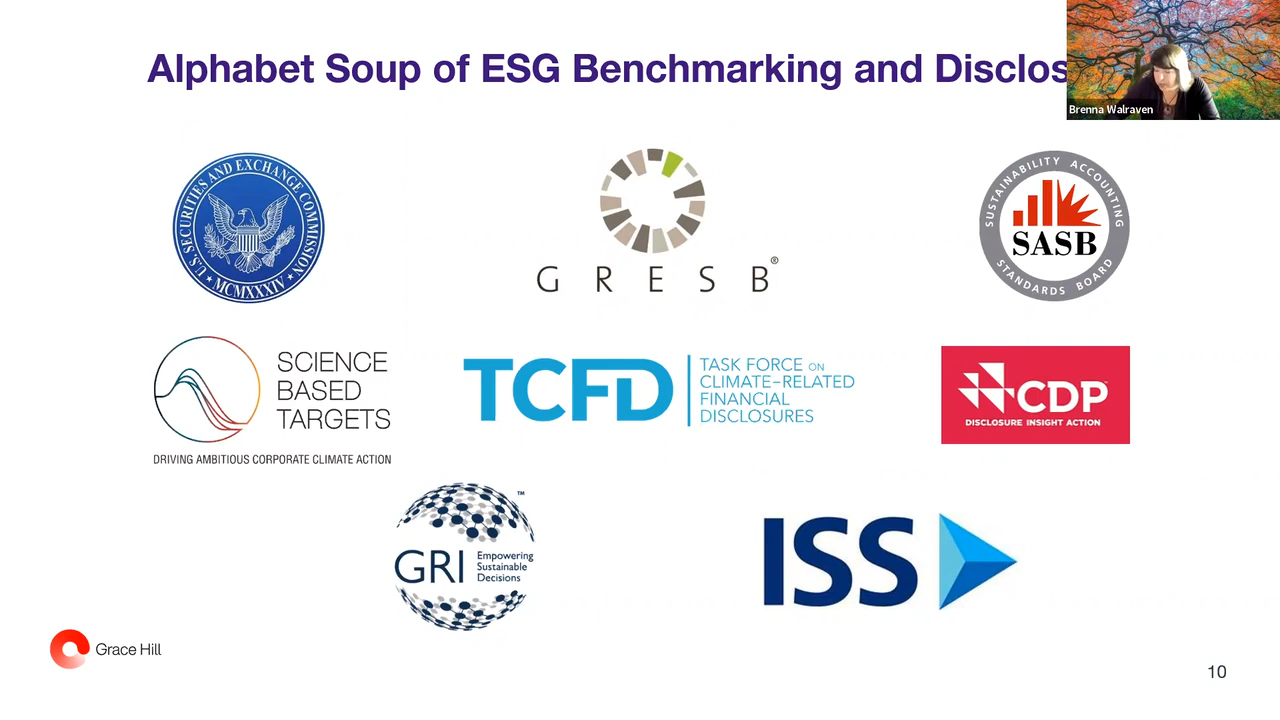 Alphabet Soup of ESG Benchmarking and Disclos
Brenna Walraven
U.S. SECURITIES AND EXCHANGE COMMISSION
MCMXXXIV
GRESB®
SUSTAINABILITY ACCOUNTING
SASB
STANDARDS BOARD
SCIENCE
BASED
TARGETS
DRIVING AMBITIOUS CORPORATE CLIMATE ACTION
TCFD
TASK FORCE ON
CLIMATE-RELATED
FINANCIAL
DISCLOSURES
CDP
DISCLOSURE INSIGHT ACTION
GRI
™
Empowering
Sustainable
Decisions
ISS
Grace Hill
10